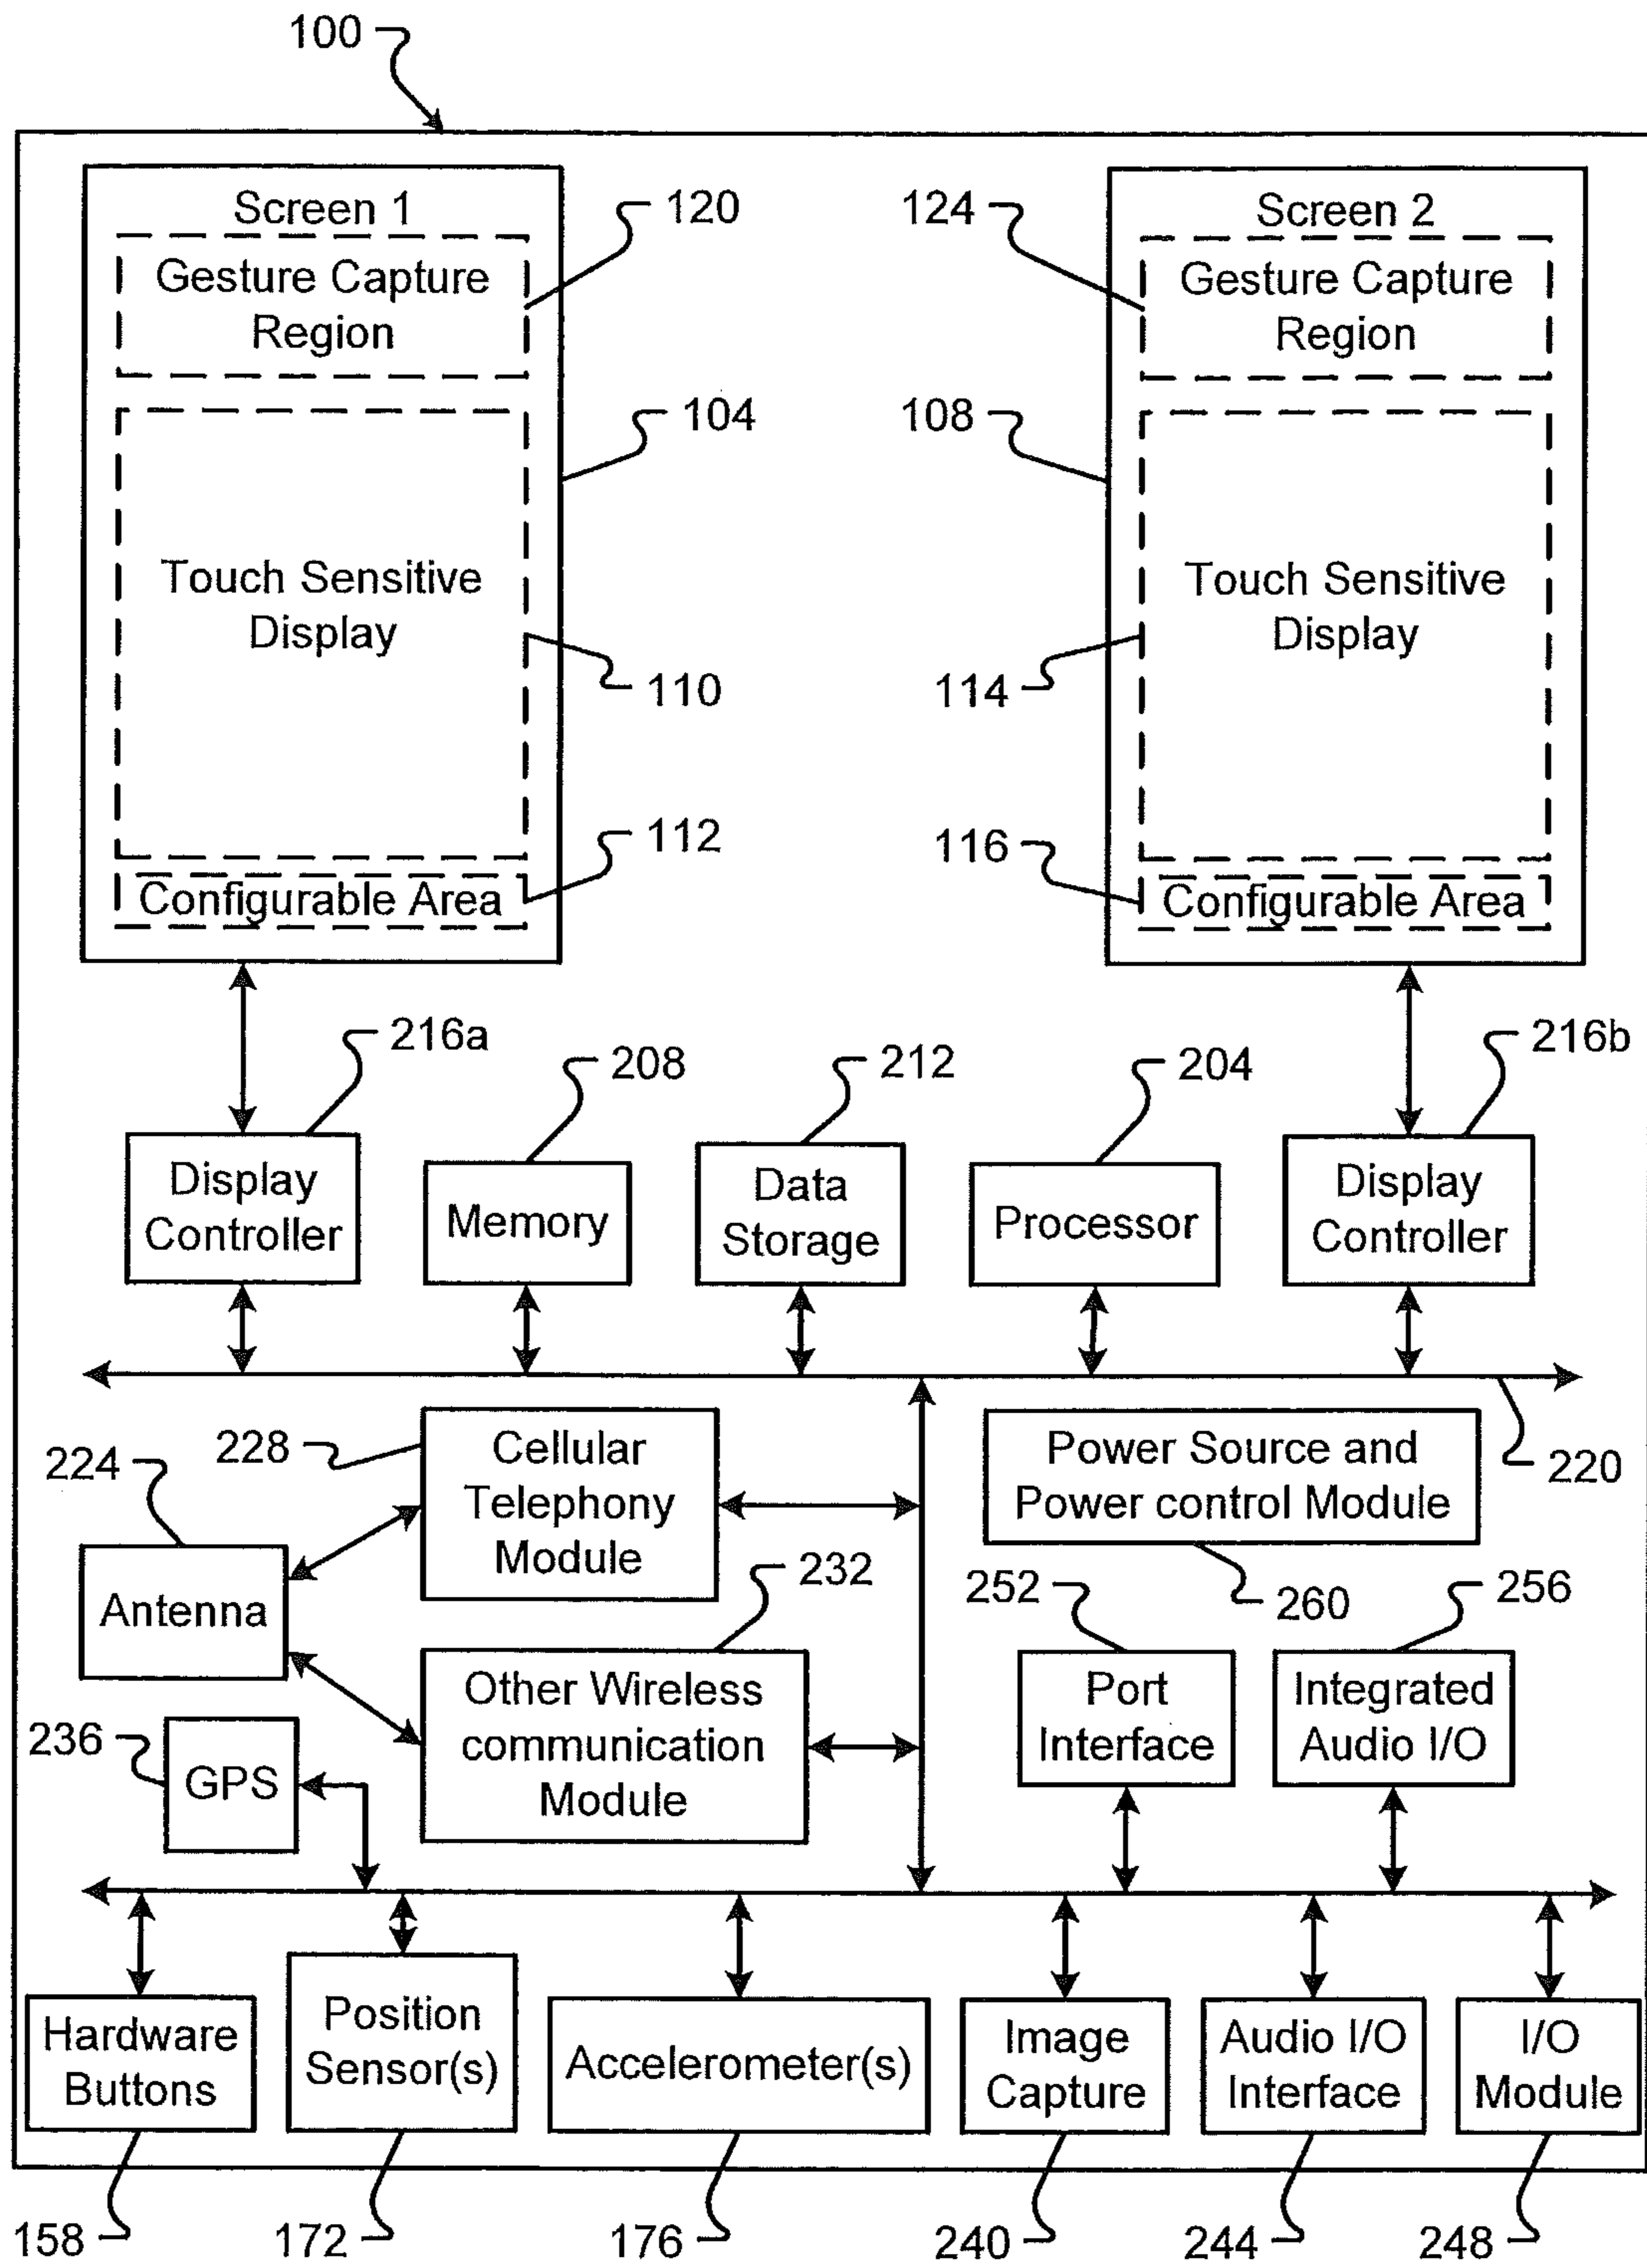 100
Screen 1
120
124
Screen 2
Gesture Capture
Region
Gesture Capture
Region
104
108
Touch Sensitive
Display
Touch Sensitive
Display
110
114
112
116
Configurable Area
Configurable Area
216a
208
212
204
216b
Display
Controller
Memory
Data
Storage
Processor
Display
Controller
228
Cellular
Telephony
Module
Power Source and
Power control Module
220
224
Antenna
232
252
260
256
Other Wireless
communication
Module
Port
Interface
Integrated
Audio I/O
236
GPS
Hardware
Buttons
Position
Sensor(s)
Accelerometer(s)
Image
Capture
Audio I/O
Interface
I/O
Module
158
172
176
240
244
248